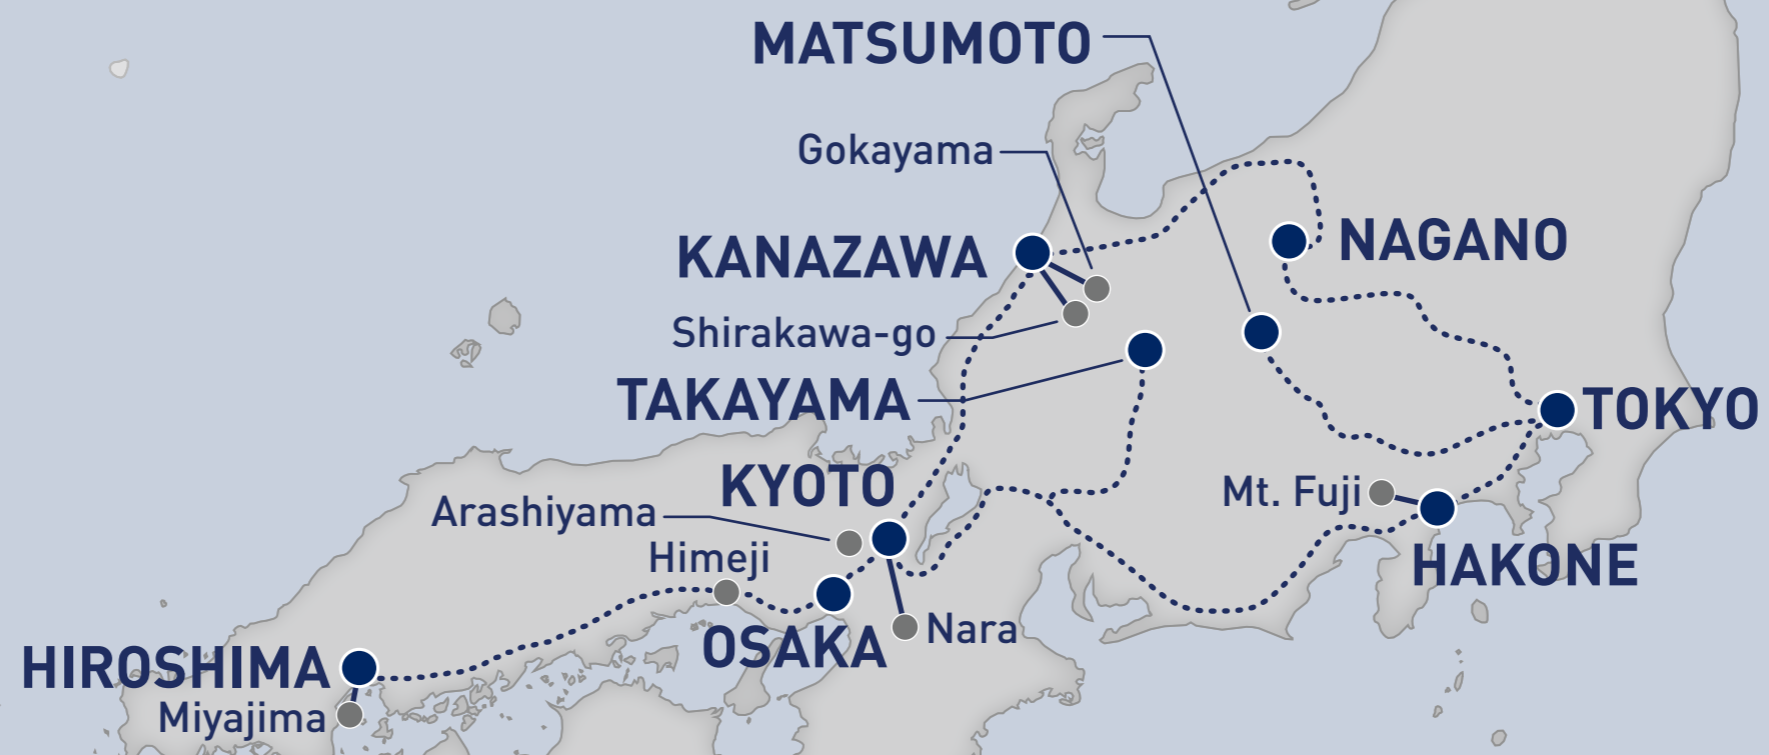 MATSUMOTO
Gokayama
NAGANO
KANAZAWA
Shirakawa-go
TAKAYAMA
TOKYO
KYOTO
Mt. Fuji
Arashiyama
Himeji
HAKONE
Nara
OSAKA
HIROSHIMA
Miyajima